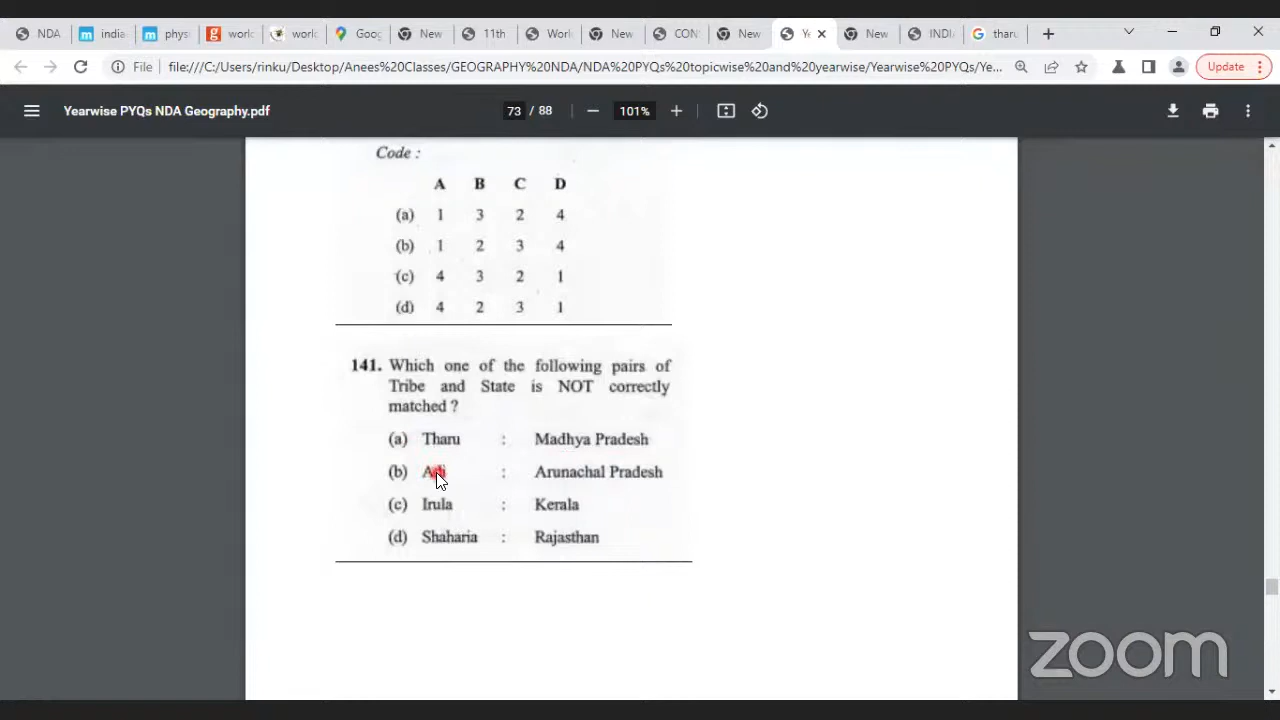 NDA india phys worl worl Goog New 11th Worl New CON New Ye New INDI tharu
File file:///C:/Users/rinku/Desktop/Anees%20Classes/GEOGRAPHY%20NDA/NDA%20PYQs%20topicwise%20and%20yearwise/Yearwise%20PYQs/Ye... Update
Yearwise PYQs NDA Geography.pdf 73 / 88 101%
Code :
A B C D
(a) 1 3 2 4
(b) 1 2 3 4
(c) 4 3 2 1
(d) 4 2 3 1
141. Which one of the following pairs of
Tribe and State is NOT correctly
matched ?
(a) Tharu : Madhya Pradesh
(b) Adi : Arunachal Pradesh
(c) Irula : Kerala
(d) Shaharia : Rajasthan
zoom